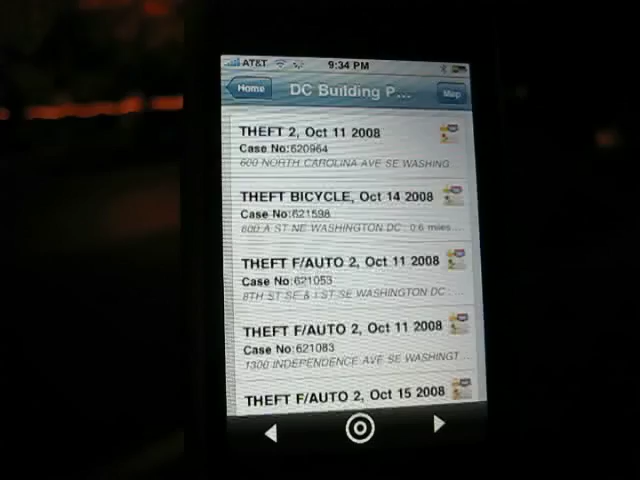 AT&T 9:34 PM
Home DC Building P... Map
THEFT 2, Oct 11 2008
Case No:620964
600 NORTH CAROLINA AVE SE WASHING
THEFT BICYCLE, Oct 14 2008
Case No:621598
600 A ST NE WASHINGTON DC : 0.6 miles ...
THEFT F/AUTO 2, Oct 11 2008
Case No:621053
8TH ST SE & I ST SE WASHINGTON DC : ...
THEFT F/AUTO 2, Oct 11 2008
Case No:621083
1300 INDEPENDENCE AVE SE WASHINGT...
THEFT F/AUTO 2, Oct 15 2008